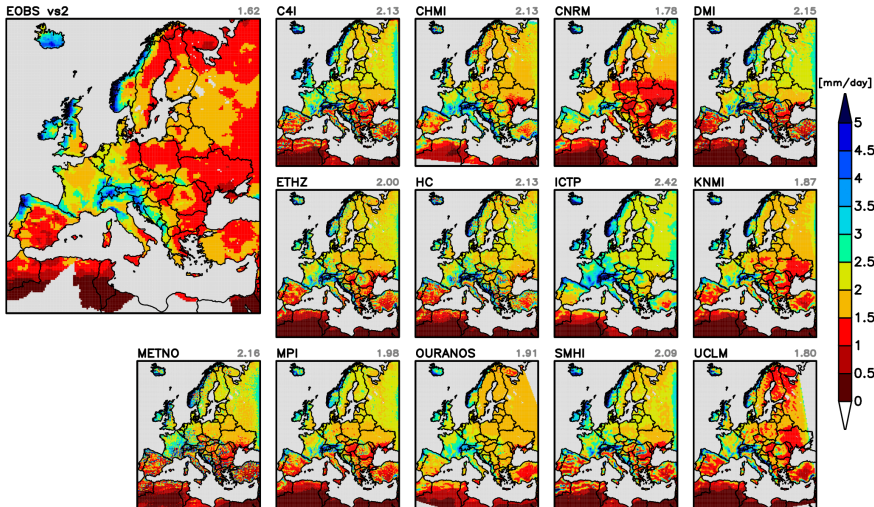 EOBS vs2 1.62
C4I 2.13
CHMI 2.13
CNRM 1.78
DMI 2.15
[mm/day]
5
4.5
4
3.5
3
2.5
2
1.5
1
0.5
0
ETHZ 2.00
HC 2.13
ICTP 2.42
KNMI 1.87
METNO 2.16
MPI 1.98
OURANOS 1.91
SMHI 2.09
UCLM 1.80